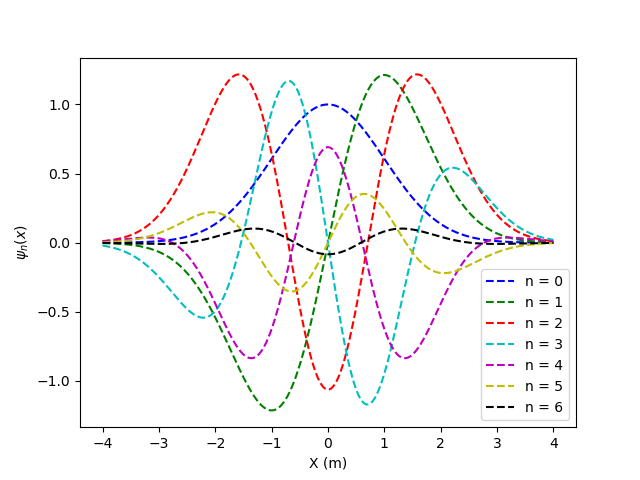 1.0
0.5
0.0
−0.5
−1.0
ψn(x)
−4 −3 −2 −1 0 1 2 3 4
X (m)
n = 0
n = 1
n = 2
n = 3
n = 4
n = 5
n = 6